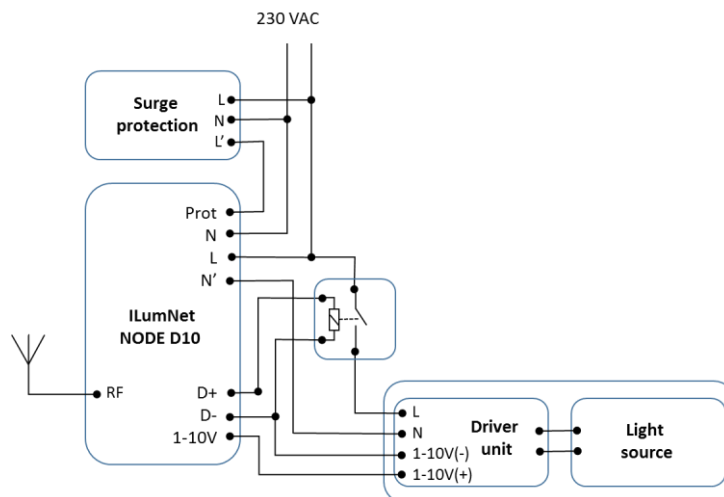 230 VAC
Surge
protection
L
N
L'
Prot
N
L
N'
ILumNet
NODE D10
RF
D+
D-
1-10V
L
N
1-10V(-)
1-10V(+)
Driver
unit
Light
source